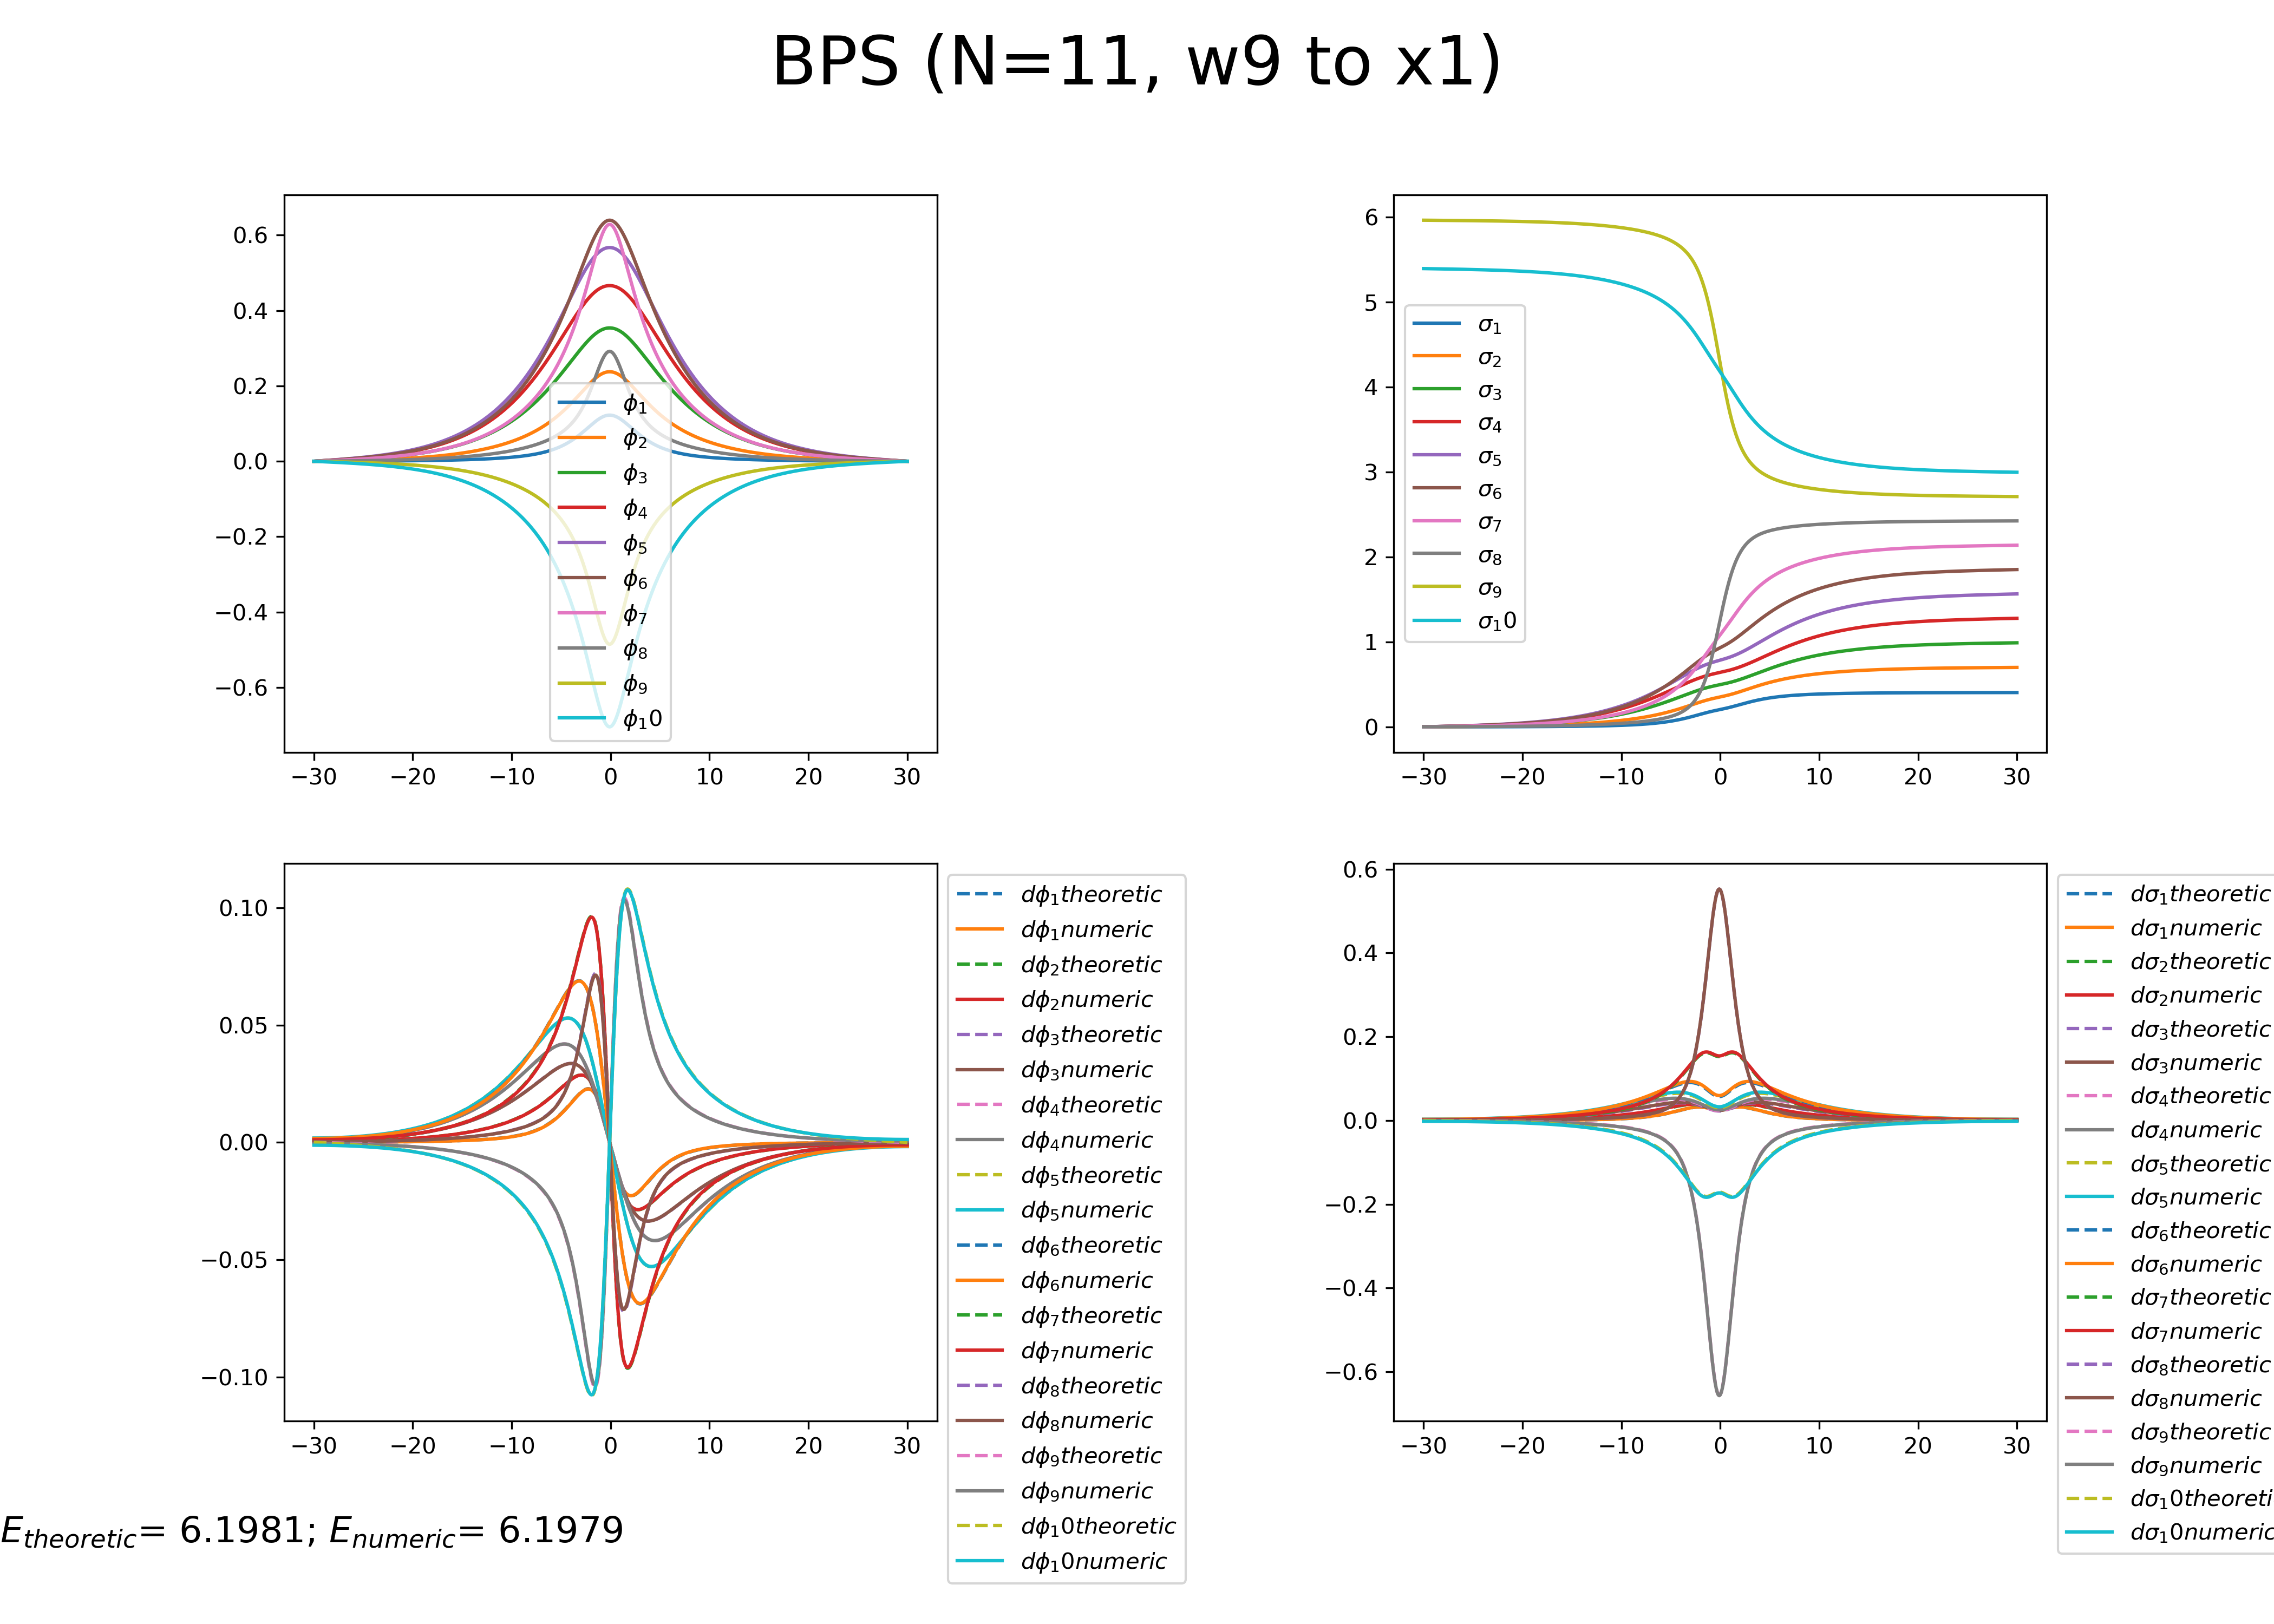 BPS (N=11, w9 to x1)
0.6
0.4
0.2
0.0
−0.2
−0.4
−0.6
−30 −20 −10 0 10 20 30
ϕ₁
ϕ₂
ϕ₃
ϕ₄
ϕ₅
ϕ₆
ϕ₇
ϕ₈
ϕ₉
ϕ₁0
6
5
4
3
2
1
0
−30 −20 −10 0 10 20 30
σ₁
σ₂
σ₃
σ₄
σ₅
σ₆
σ₇
σ₈
σ₉
σ₁0
0.10
0.05
0.00
−0.05
−0.10
−30 −20 −10 0 10 20 30
dϕ₁theoretic
dϕ₁numeric
dϕ₂theoretic
dϕ₂numeric
dϕ₃theoretic
dϕ₃numeric
dϕ₄theoretic
dϕ₄numeric
dϕ₅theoretic
dϕ₅numeric
dϕ₆theoretic
dϕ₆numeric
dϕ₇theoretic
dϕ₇numeric
dϕ₈theoretic
dϕ₈numeric
dϕ₉theoretic
dϕ₉numeric
dϕ₁0theoretic
dϕ₁0numeric
0.6
0.4
0.2
0.0
−0.2
−0.4
−0.6
−30 −20 −10 0 10 20 30
dσ₁theoretic
dσ₁numeric
dσ₂theoretic
dσ₂numeric
dσ₃theoretic
dσ₃numeric
dσ₄theoretic
dσ₄numeric
dσ₅theoretic
dσ₅numeric
dσ₆theoretic
dσ₆numeric
dσ₇theoretic
dσ₇numeric
dσ₈theoretic
dσ₈numeric
dσ₉theoretic
dσ₉numeric
dσ₁0theoreti
dσ₁0numeric
E_theoretic= 6.1981; E_numeric= 6.1979